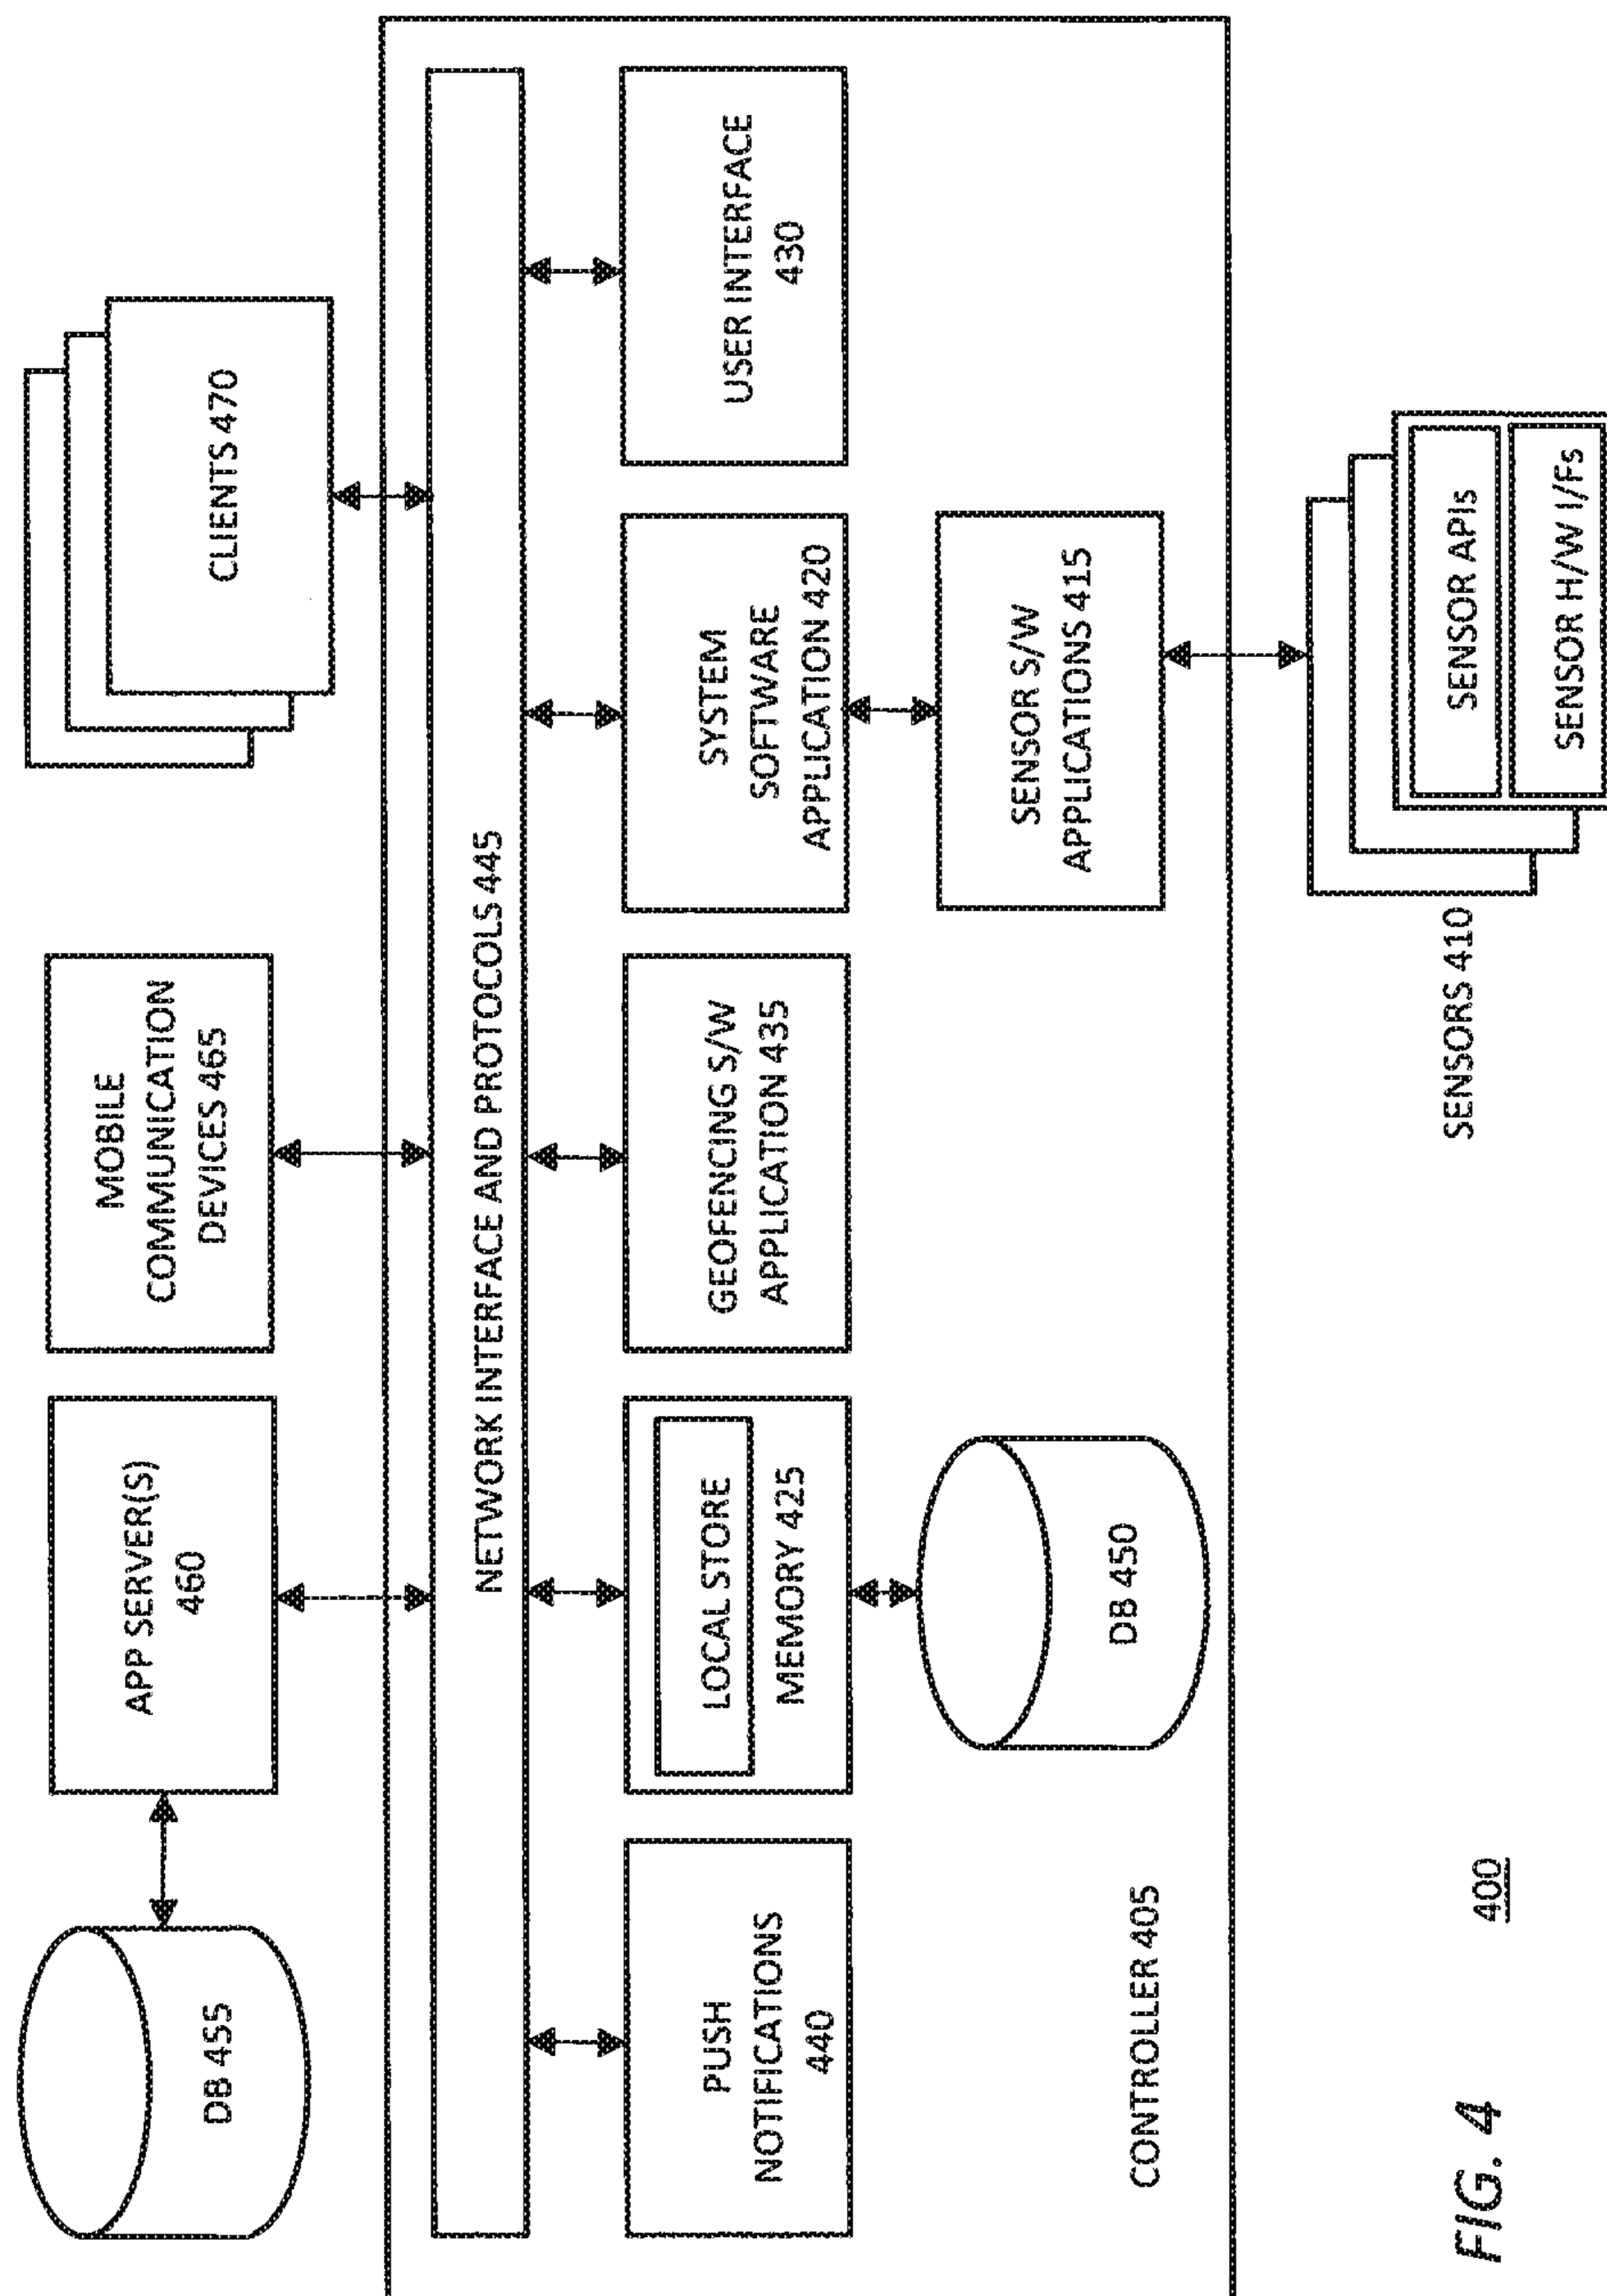 DB 455
APP SERVER(S)
460
MOBILE
COMMUNICATION
DEVICES 465
CLIENTS 470
NETWORK INTERFACE AND PROTOCOLS 445
PUSH
NOTIFICATIONS
440
LOCAL STORE
MEMORY 425
GEOFENCING S/W
APPLICATION 435
SYSTEM
SOFTWARE
APPLICATION 420
USER INTERFACE
430
DB 450
SENSOR S/W
APPLICATIONS 415
CONTROLLER 405
SENSORS 410
SENSOR APIs
SENSOR H/W I/Fs
FIG. 4
400